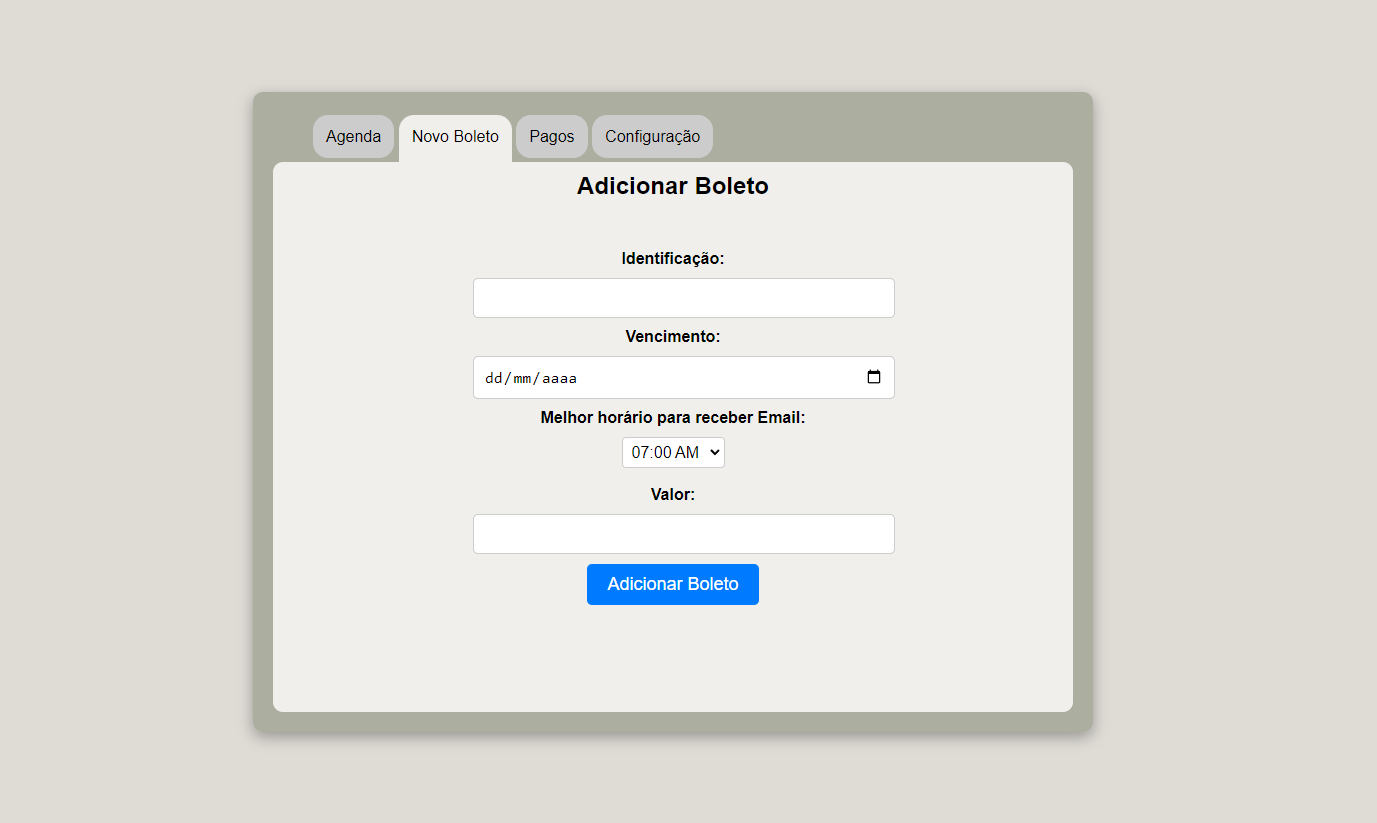 Agenda Novo Boleto Pagos Configuração
Adicionar Boleto
Identificação:
Vencimento:
dd/mm/aaaa
Melhor horário para receber Email:
07:00 AM
Valor:
Adicionar Boleto